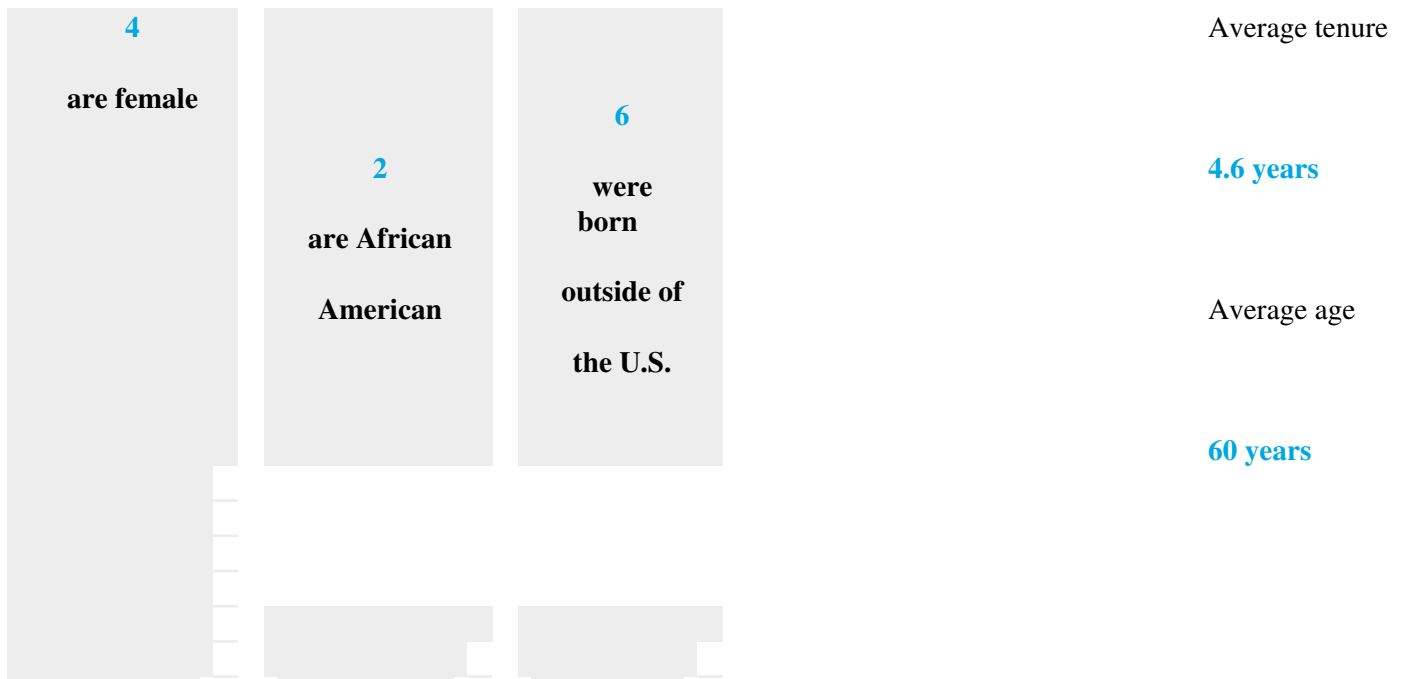 4
are female
2
are African
American
6
were
born
outside of
the U.S.
Average tenure
4.6 years
Average age
60 years